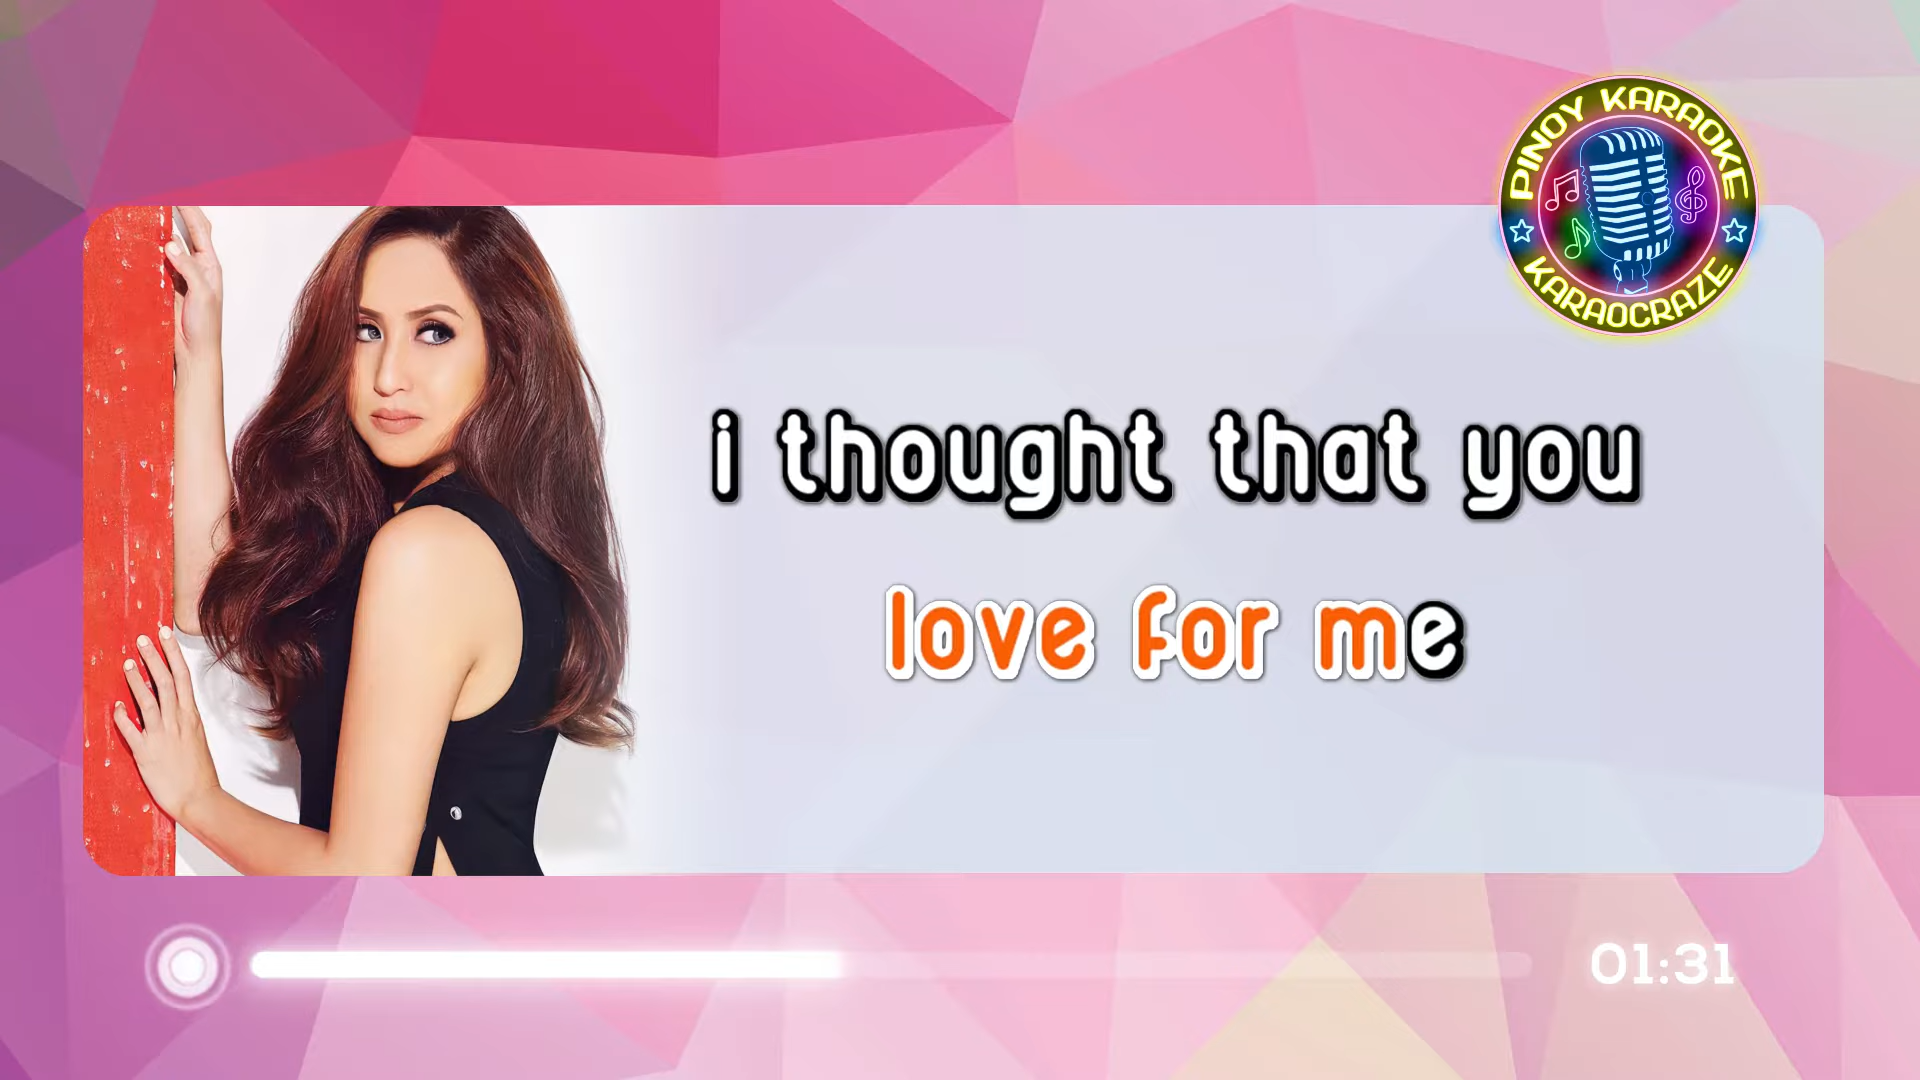 PINOY KARAOKE
KARAOCRAZE
i thought that you
love for me
01:31